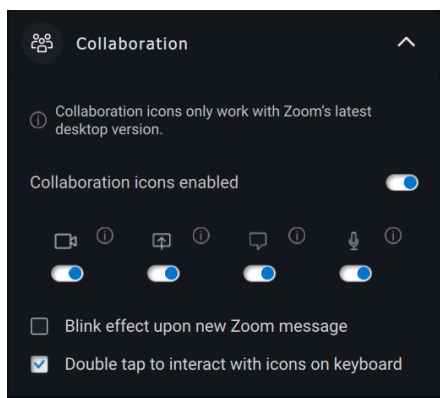 Collaboration
Collaboration icons only work with Zoom's latest
desktop version.
Collaboration icons enabled
Blink effect upon new Zoom message
Double tap to interact with icons on keyboard